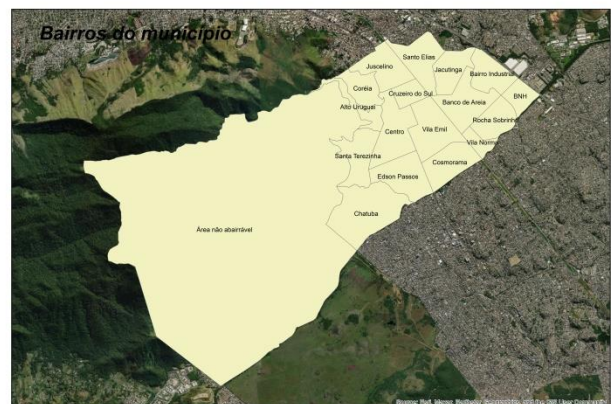 Bairros do município
Santo Elias
Juscelino
Jacutinga
Bairro Industrial
Coréia
Cruzeiro do Sul
BNH
Alto Uruguai
Banco de Areia
Rocha Sobrinho
Centro
Vila Emil
Vila Norma
Santa Terezinha
Cosmorama
Edson Passos
Chatuba
Área não abairrável